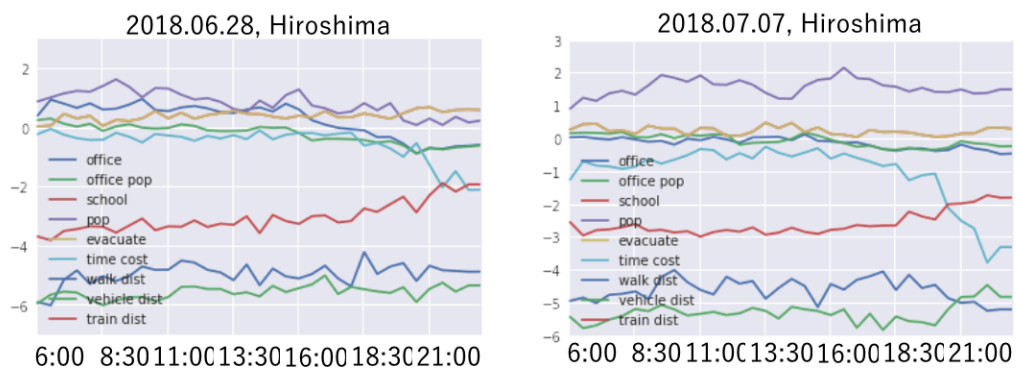 2018.06.28, Hiroshima
2
0
−2
−4
−6
office
office pop
school
pop
evacuate
time cost
walk dist
vehicle dist
train dist
6:00 8:30 11:00 13:30 16:00 18:30 21:00
2018.07.07, Hiroshima
3
2
1
0
−1
−2
−3
−4
−5
−6
office
office pop
school
pop
evacuate
time cost
walk dist
vehicle dist
train dist
6:00 8:30 11:00 13:30 16:00 18:30 21:00